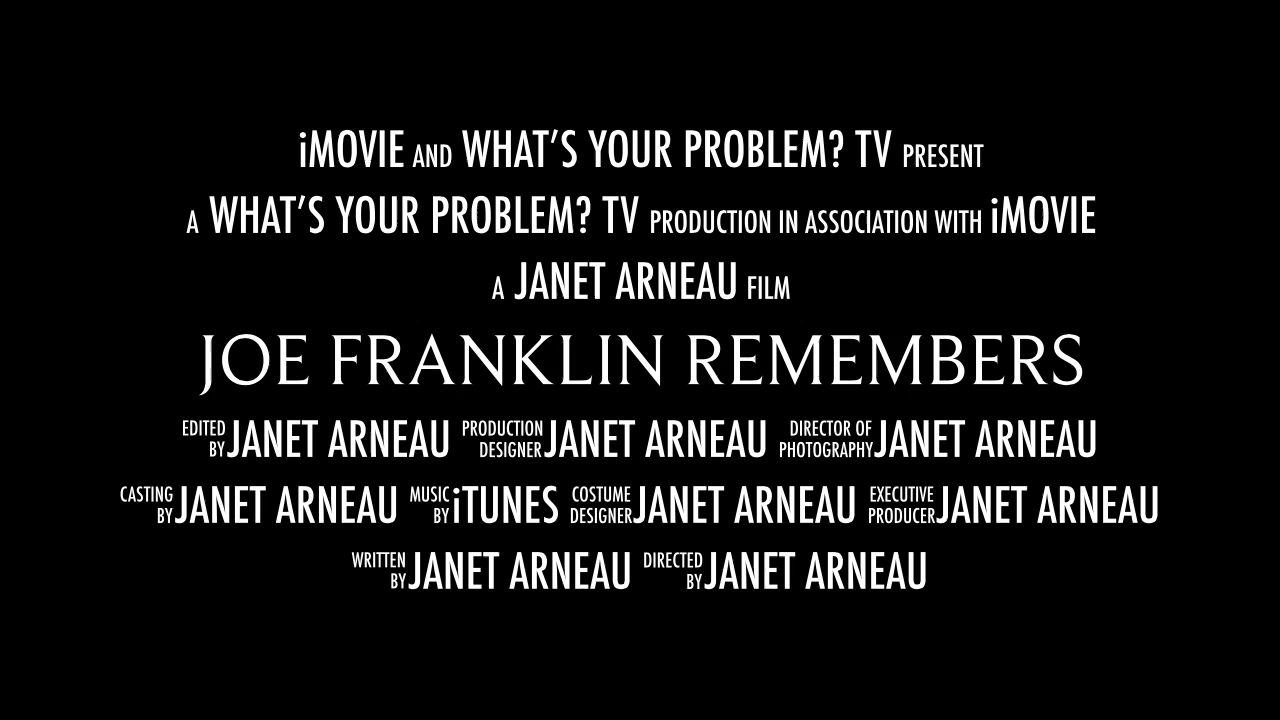 iMOVIE AND WHAT'S YOUR PROBLEM? TV PRESENT
A WHAT'S YOUR PROBLEM? TV PRODUCTION IN ASSOCIATION WITH iMOVIE
A JANET ARNEAU FILM
JOE FRANKLIN REMEMBERS
EDITED BY JANET ARNEAU PRODUCTION DESIGNER JANET ARNEAU DIRECTOR OF PHOTOGRAPHY JANET ARNEAU
CASTING BY JANET ARNEAU MUSIC BY iTUNES COSTUME DESIGNER JANET ARNEAU EXECUTIVE PRODUCER JANET ARNEAU
WRITTEN BY JANET ARNEAU DIRECTED BY JANET ARNEAU